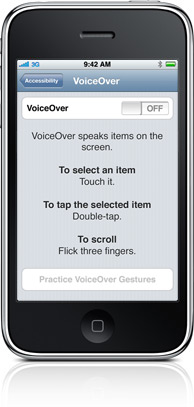 3G 9:42 AM
Accessibility VoiceOver
VoiceOver OFF
VoiceOver speaks items on the
screen.
To select an item
Touch it.
To tap the selected item
Double-tap.
To scroll
Flick three fingers.
Practice VoiceOver Gestures